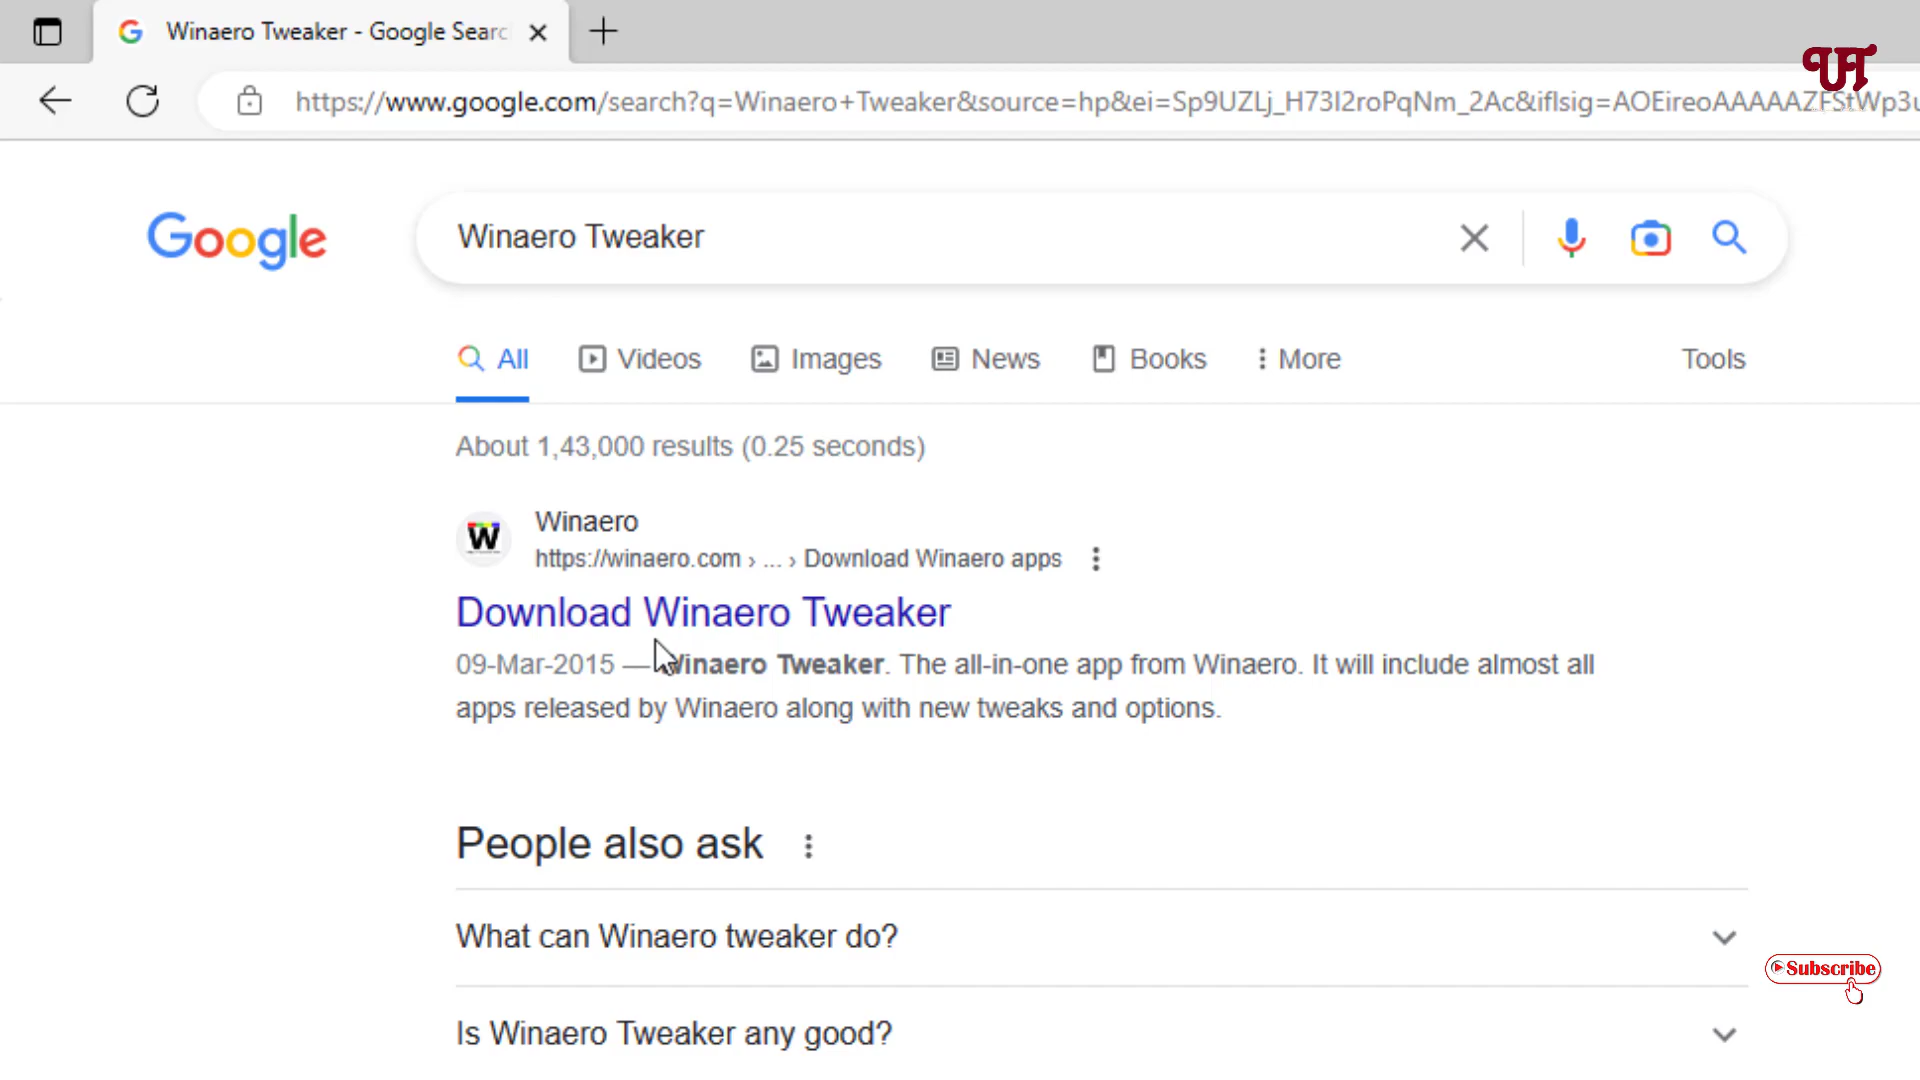 Winaero Tweaker - Google Searc
UA
https://www.google.com/search?q=Winaero+Tweaker&source=hp&ei=Sp9UZLj_H73I2roPqNm_2Ac&iflsig=AOEireoAAAAAZFStWp3u
Google
Winaero Tweaker
All Videos Images News Books More Tools
About 1,43,000 results (0.25 seconds)
W Winaero
https://winaero.com › ... › Download Winaero apps
Download Winaero Tweaker
09-Mar-2015 — Winaero Tweaker. The all-in-one app from Winaero. It will include almost all
apps released by Winaero along with new tweaks and options.
People also ask
What can Winaero tweaker do?
Subscribe
Is Winaero Tweaker any good?